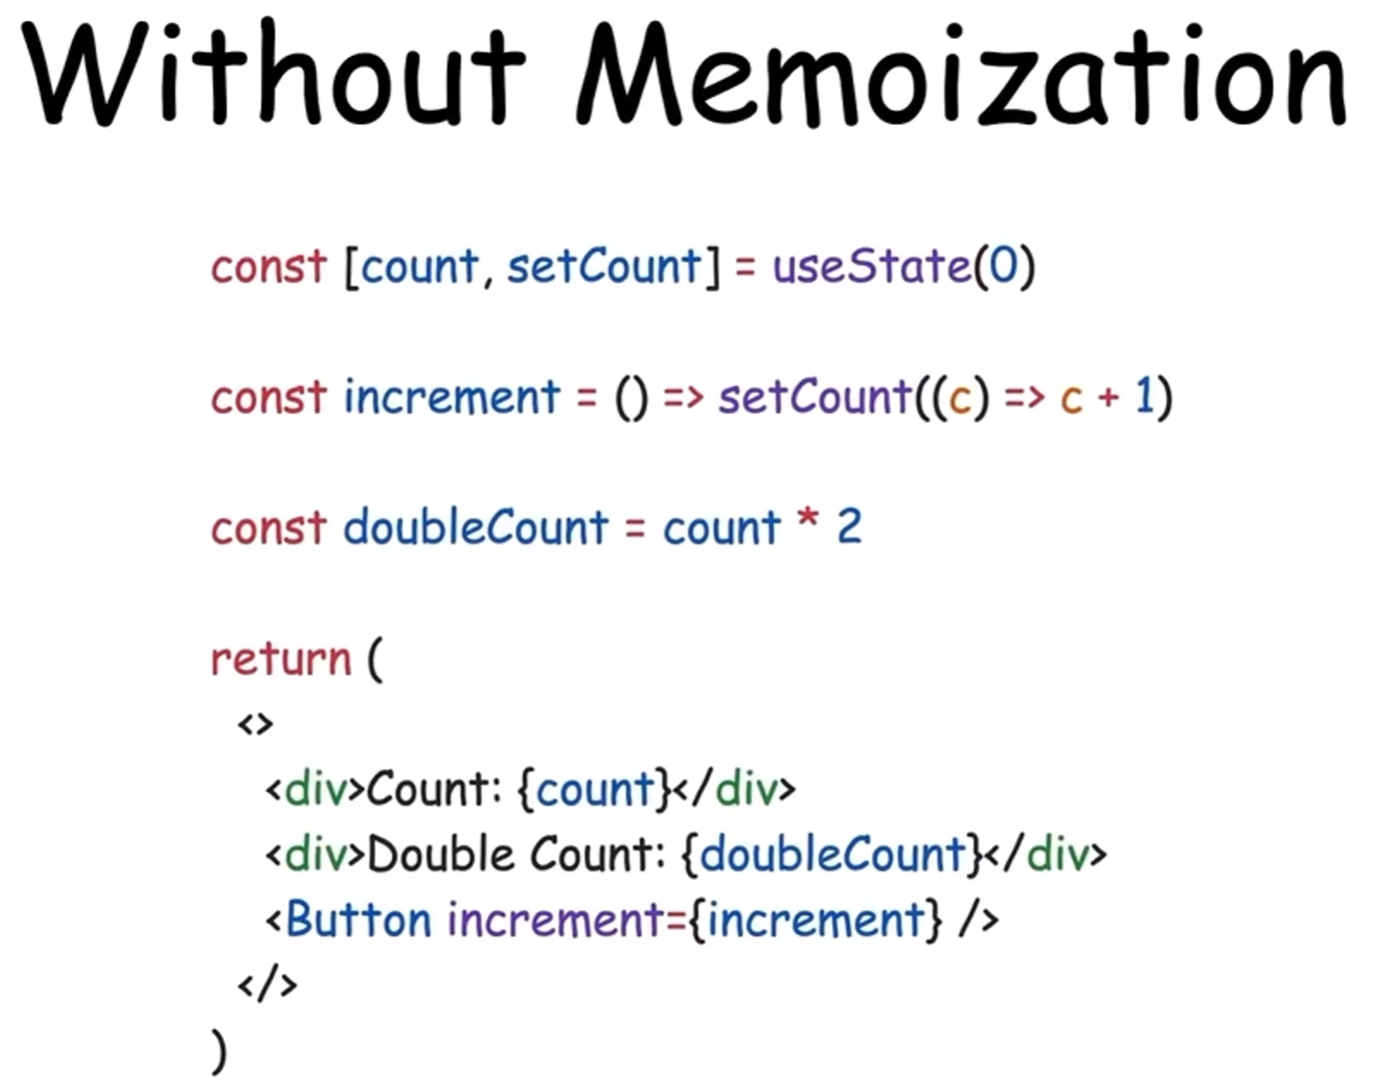 Without Memoization
const [count, setCount] = useState(0)
const increment = () => setCount((c) => c + 1)
const doubleCount = count * 2
return (
<>
<div>Count: {count}</div>
<div>Double Count: {doubleCount}</div>
<Button increment={increment} />
</>
)